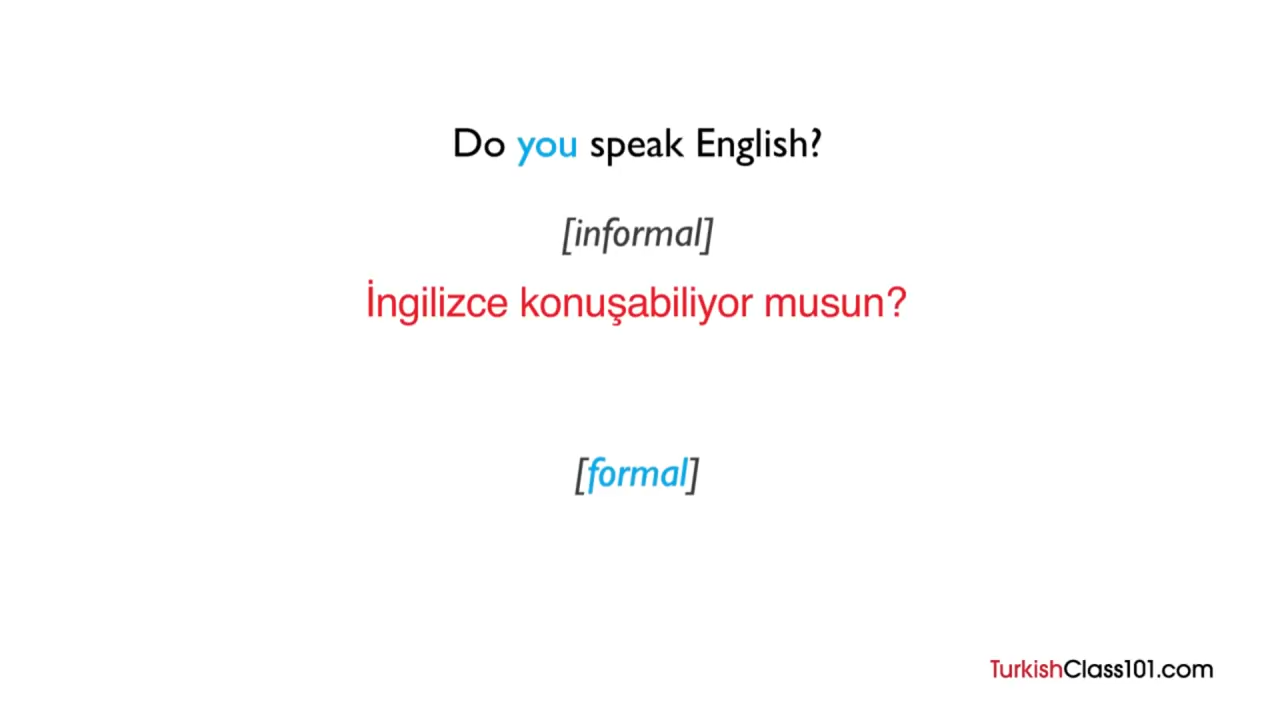 Do you speak English?
[informal]
İngilizce konuşabiliyor musun?
[formal]
TurkishClass101.com